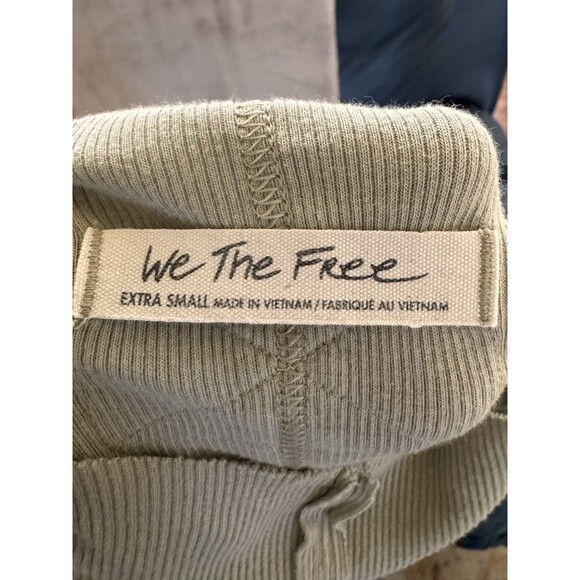 We The Free
EXTRA SMALL MADE IN VIETNAM / FABRIQUÉ AU VIETNAM